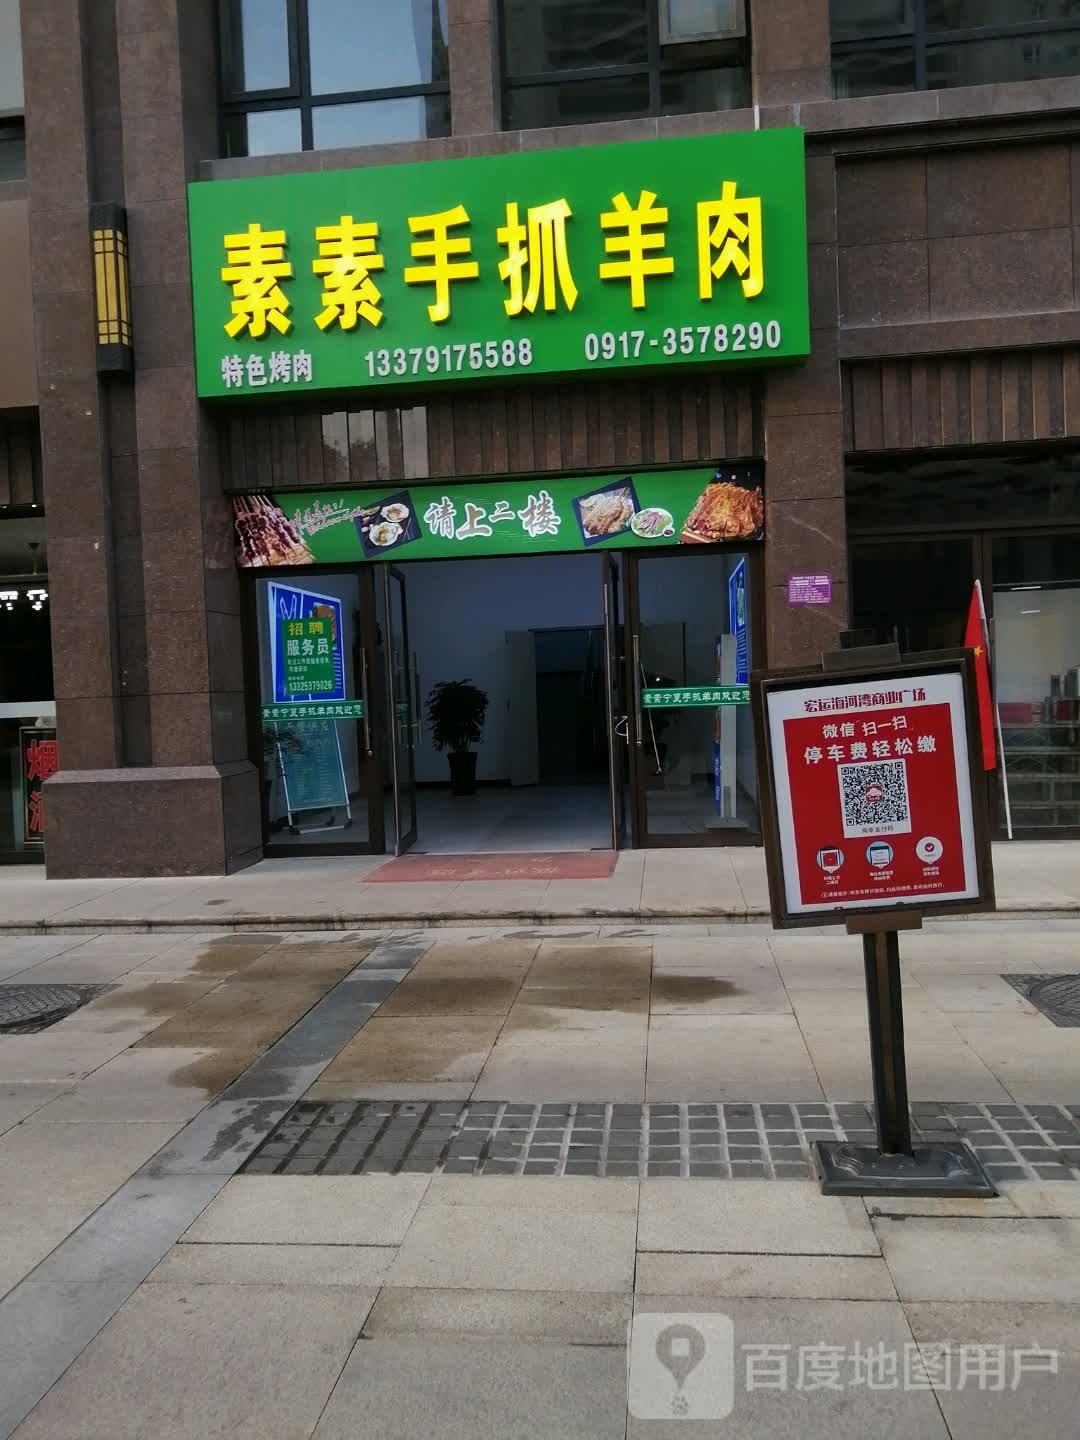 素素手抓羊肉
特色烤肉 13379175588 0917-3578290
请上二楼
招聘
服务员
13325379026
素素宁夏手抓羊肉欢迎您
素素宁夏手抓羊肉欢迎您
宏运海河湾商业广场
微信「扫一扫」
停车费轻松缴
烟
酒
百度地图用户